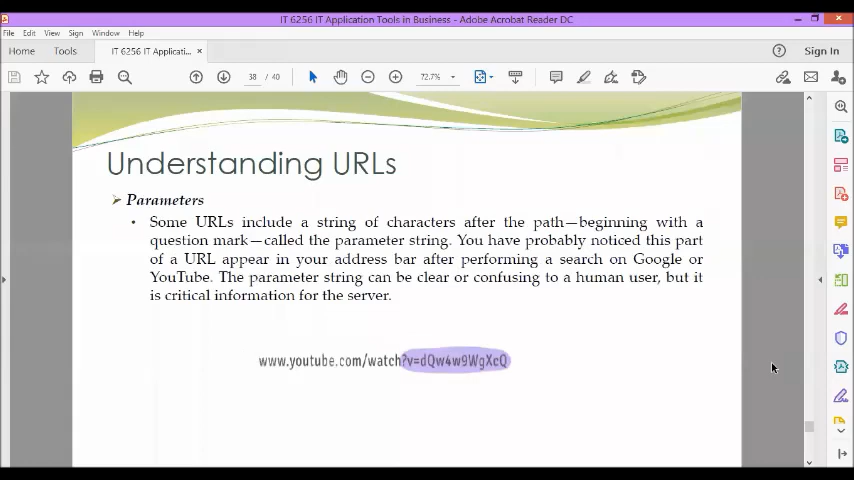 IT 6256 IT Application Tools in Business - Adobe Acrobat Reader DC
File Edit View Sign Window Help
Home Tools IT 6256 IT Applicati... × Sign In
38 / 40 72.7%
Understanding URLs
Parameters
• Some URLs include a string of characters after the path—beginning with a
question mark—called the parameter string. You have probably noticed this part
of a URL appear in your address bar after performing a search on Google or
YouTube. The parameter string can be clear or confusing to a human user, but it
is critical information for the server.
www.youtube.com/watch?v=dQw4w9WgXcQ